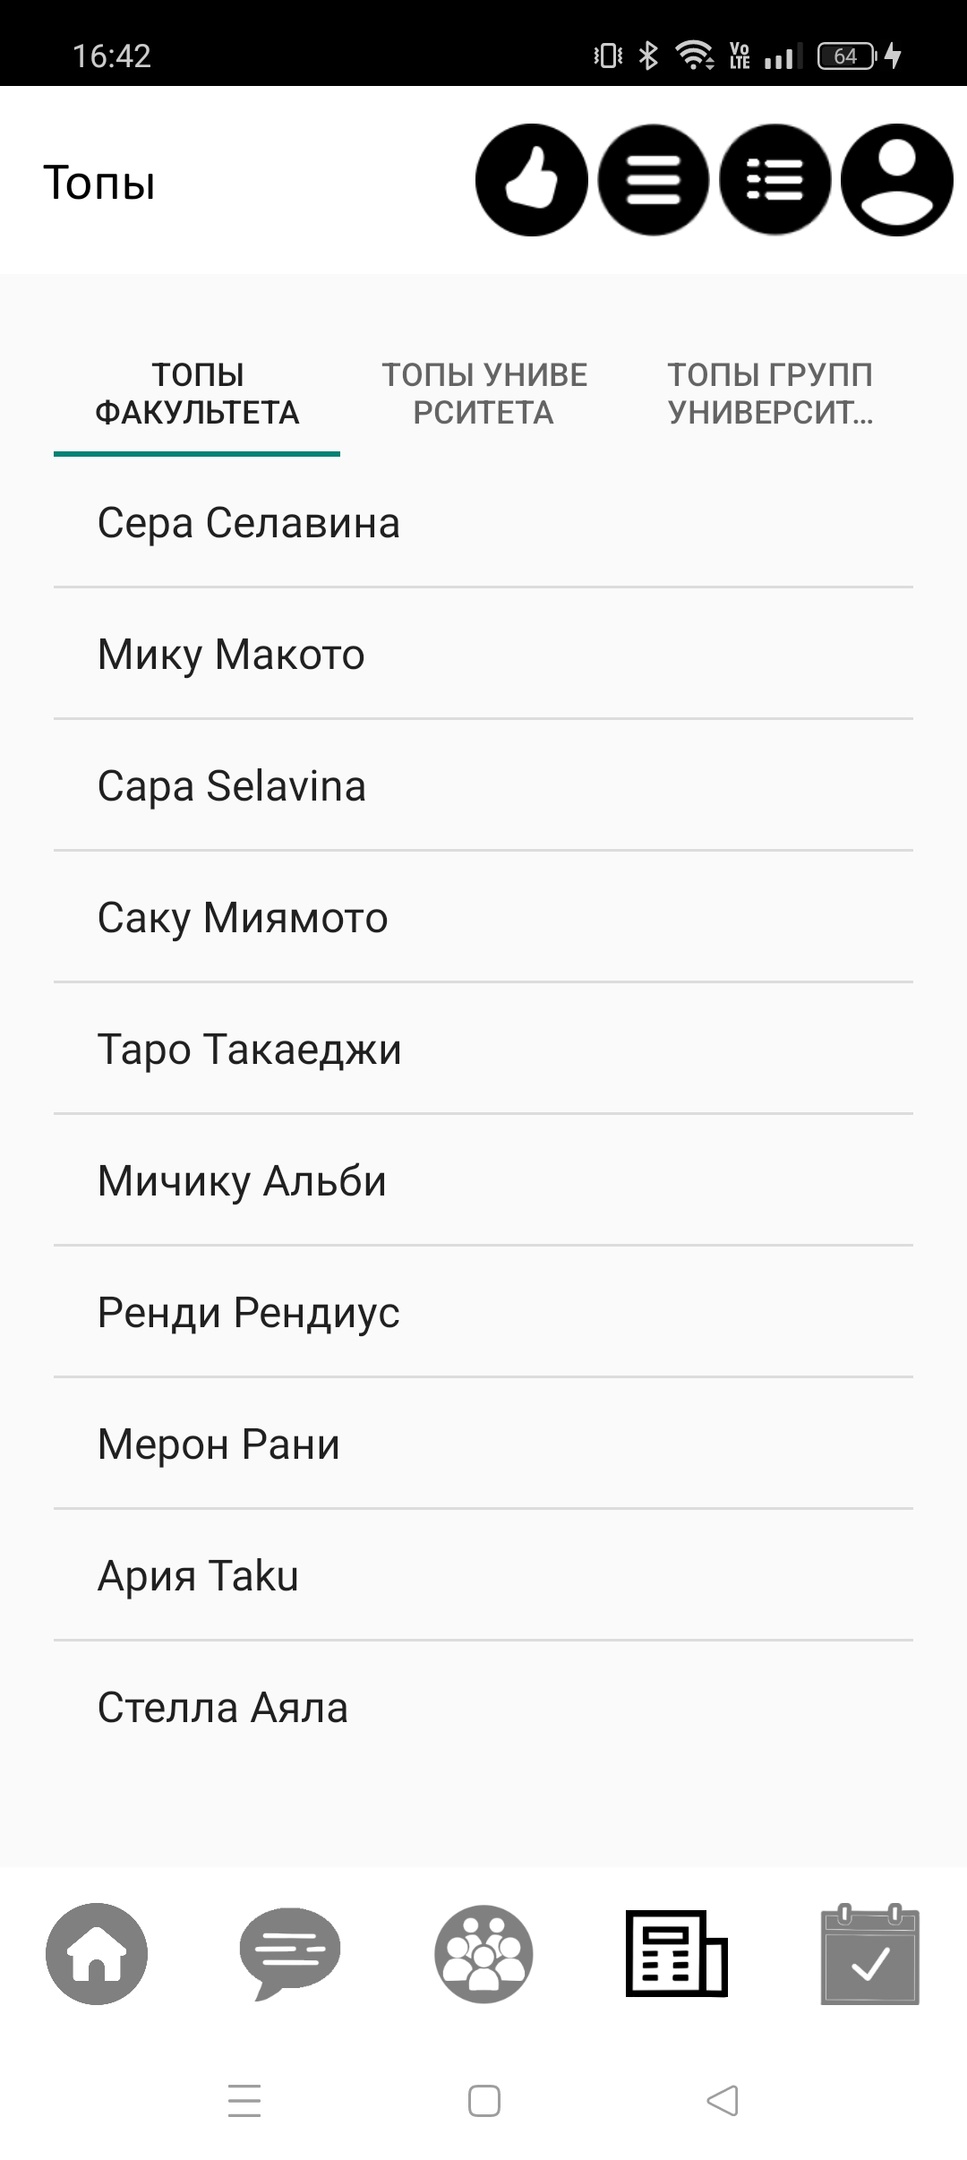 16:42
Vo
LTE
64
Топы
ТОПЫ
ФАКУЛЬТЕТА
ТОПЫ УНИВЕ
РСИТЕТА
ТОПЫ ГРУПП
УНИВЕРСИТ...
Сера Селавина
Мику Макото
Сара Selavina
Саку Миямото
Таро Такаеджи
Мичику Альби
Ренди Рендиус
Мерон Рани
Ария Taku
Стелла Аяла